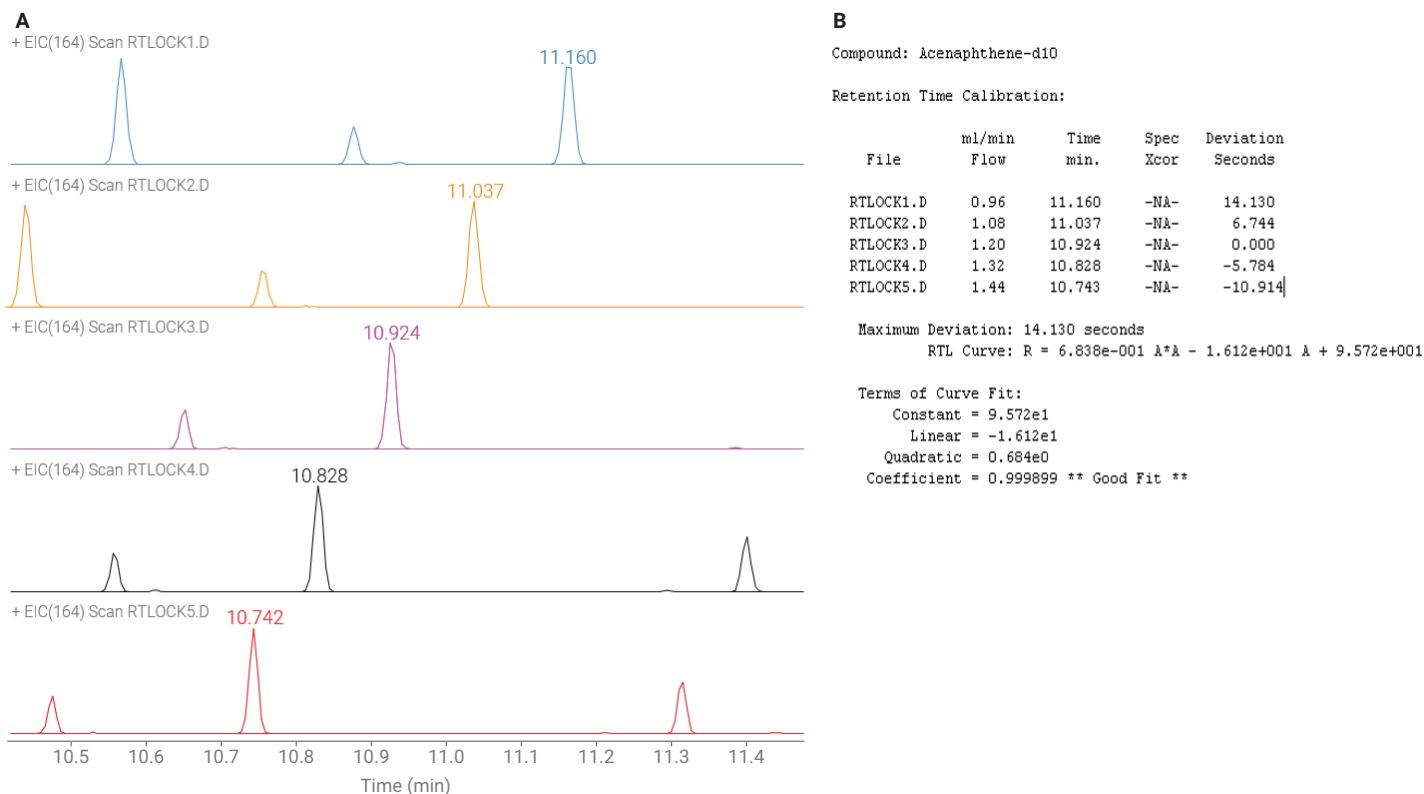 A
+ EIC(164) Scan RTLOCK1.D
11.160
+ EIC(164) Scan RTLOCK2.D
11.037
+ EIC(164) Scan RTLOCK3.D
10.924
+ EIC(164) Scan RTLOCK4.D
10.828
+ EIC(164) Scan RTLOCK5.D
10.742
10.5 10.6 10.7 10.8 10.9 11.0 11.1 11.2 11.3 11.4
Time (min)
B
Compound: Acenaphthene-d10
Retention Time Calibration:
ml/min Time Spec Deviation
File Flow min. Xcor Seconds
RTLOCK1.D 0.96 11.160 -NA- 14.130
RTLOCK2.D 1.08 11.037 -NA- 6.744
RTLOCK3.D 1.20 10.924 -NA- 0.000
RTLOCK4.D 1.32 10.828 -NA- -5.784
RTLOCK5.D 1.44 10.743 -NA- -10.914
Maximum Deviation: 14.130 seconds
RTL Curve: R = 6.838e-001 A*A - 1.612e+001 A + 9.572e+001
Terms of Curve Fit:
Constant = 9.572e1
Linear = -1.612e1
Quadratic = 0.684e0
Coefficient = 0.999899 ** Good Fit **